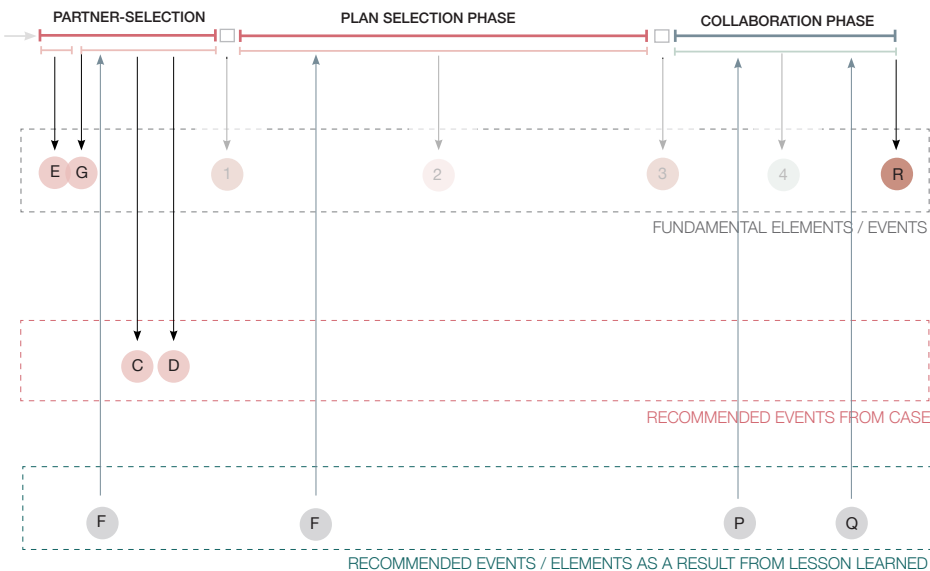 PARTNER-SELECTION
PLAN SELECTION PHASE
COLLABORATION PHASE
E G 1 2 3 4 R
FUNDAMENTAL ELEMENTS / EVENTS
C D
RECOMMENDED EVENTS FROM CASE
F F P Q
RECOMMENDED EVENTS / ELEMENTS AS A RESULT FROM LESSON LEARNED